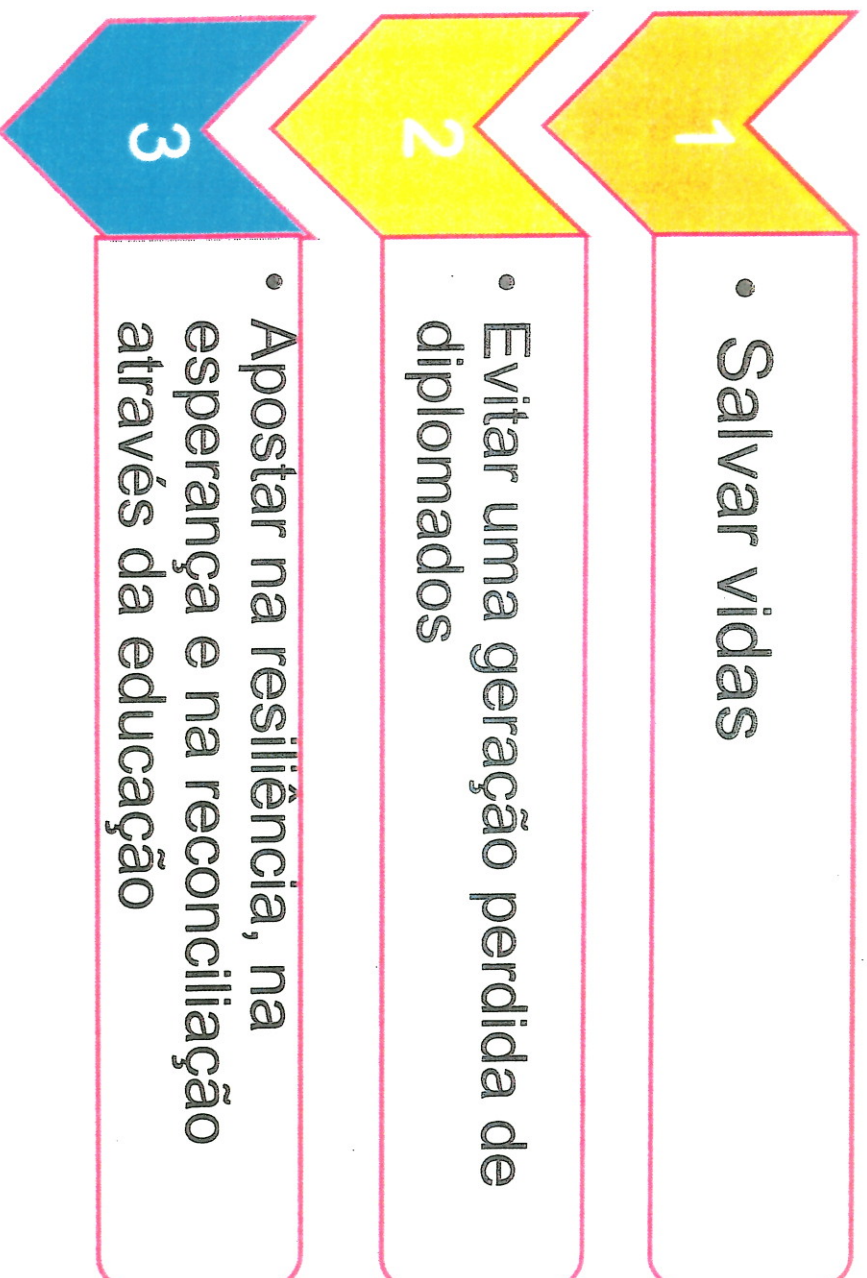 1
• Salvar vidas
2
• Evitar uma geração perdida de
diplomados
3
• Apostar na resiliência, na
esperança e na reconciliação
através da educação